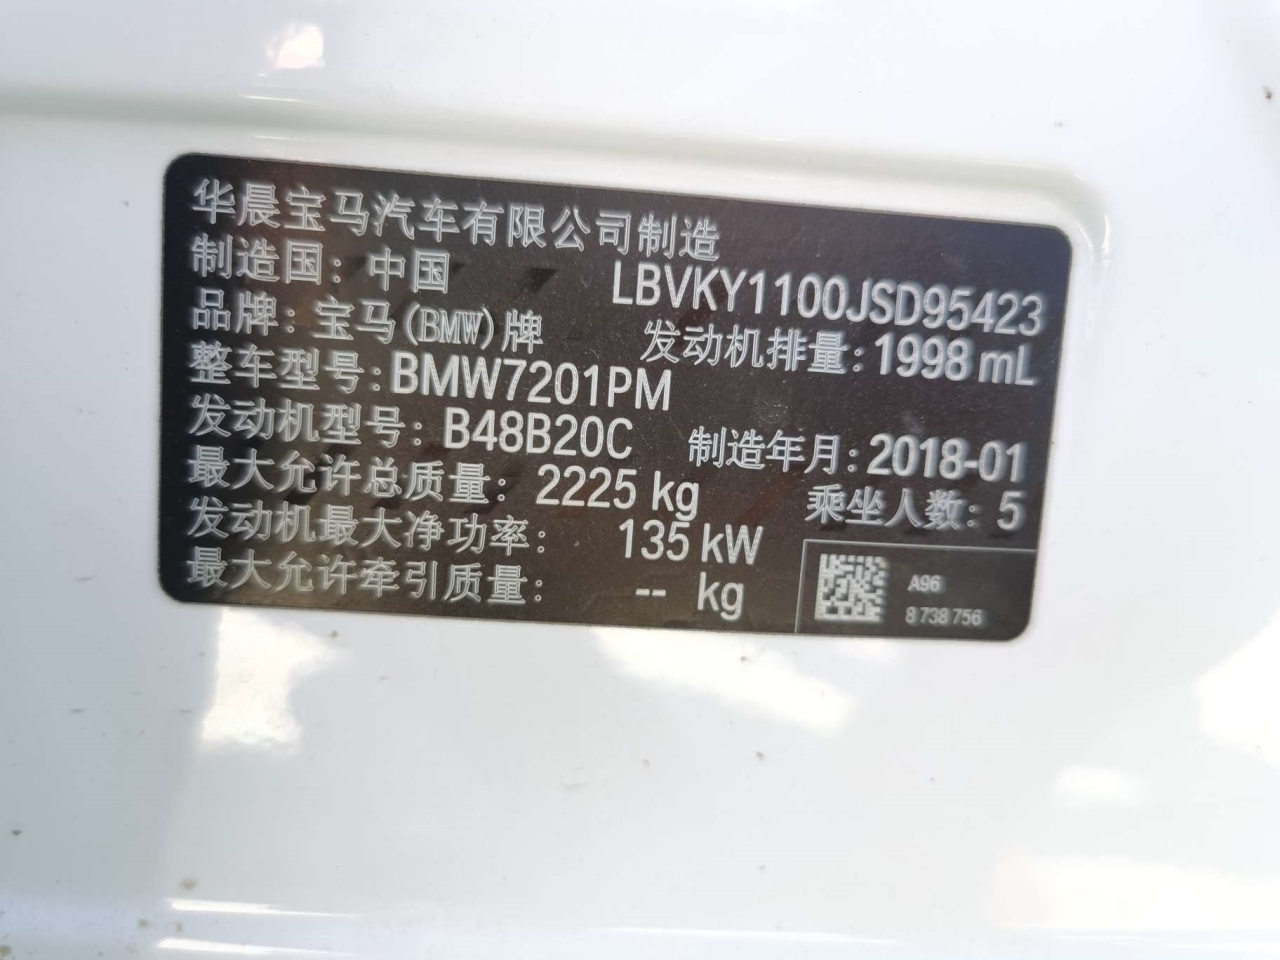 华晨宝马汽车有限公司制造
制造国：中国 LBVKY1100JSD95423
品牌：宝马(BMW)牌 发动机排量：1998 mL
整车型号：BMW7201PM
发动机型号：B48B20C 制造年月：2018-01
最大允许总质量：2225 kg 乘坐人数：5
发动机最大净功率：135 kW
最大允许牵引质量：-- kg
A96
8 738 756